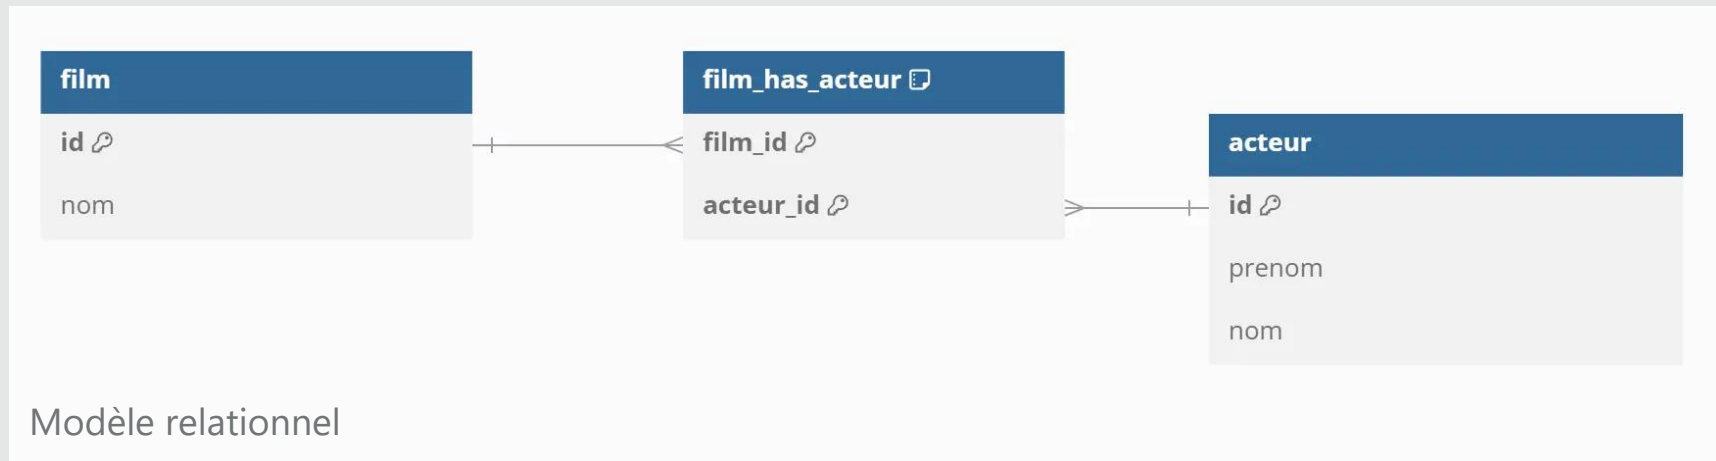 film
id
nom
film_has_acteur
film_id
acteur_id
acteur
id
prenom
nom
Modèle relationnel